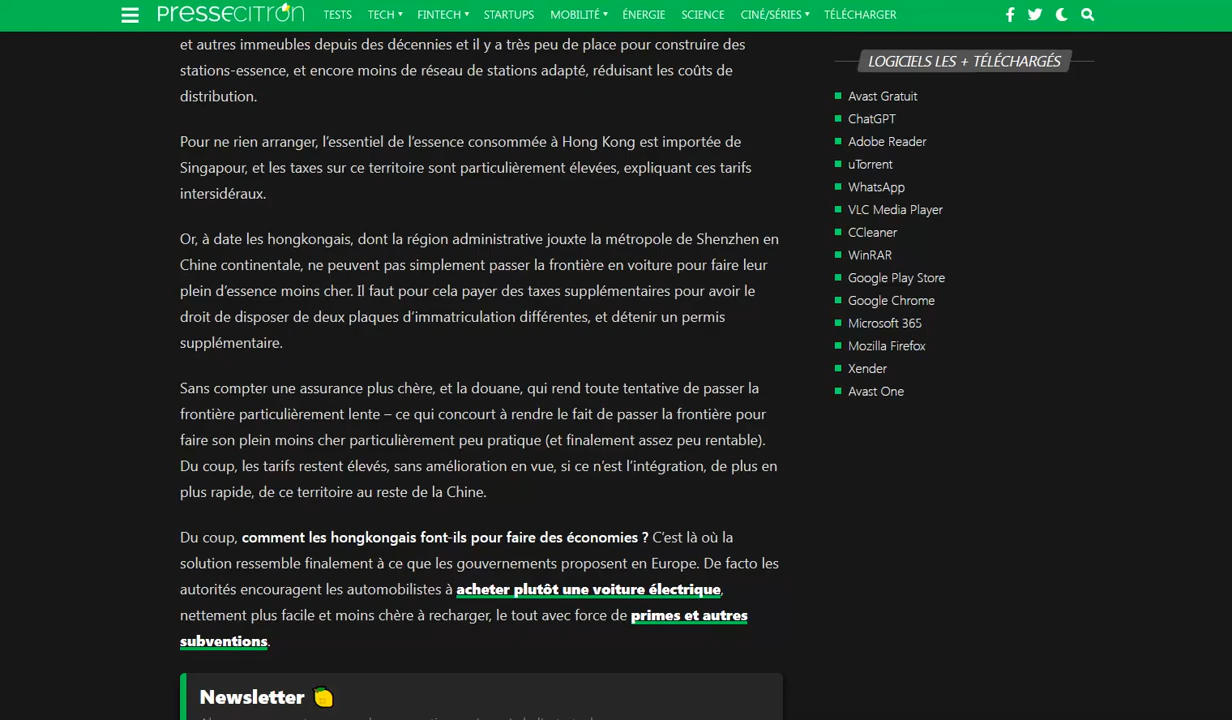 PRESSECITRON TESTS TECH FINTECH STARTUPS MOBILITÉ ÉNERGIE SCIENCE CINÉ/SÉRIES TÉLÉCHARGER
et autres immeubles depuis des décennies et il y a très peu de place pour construire des
stations-essence, et encore moins de réseau de stations adapté, réduisant les coûts de
distribution.
Pour ne rien arranger, l’essentiel de l’essence consommée à Hong Kong est importée de
Singapour, et les taxes sur ce territoire sont particulièrement élevées, expliquant ces tarifs
intersidéraux.
Or, à date les hongkongais, dont la région administrative jouxte la métropole de Shenzhen en
Chine continentale, ne peuvent pas simplement passer la frontière en voiture pour faire leur
plein d’essence moins cher. Il faut pour cela payer des taxes supplémentaires pour avoir le
droit de disposer de deux plaques d’immatriculation différentes, et détenir un permis
supplémentaire.
Sans compter une assurance plus chère, et la douane, qui rend toute tentative de passer la
frontière particulièrement lente – ce qui concourt à rendre le fait de passer la frontière pour
faire son plein moins cher particulièrement peu pratique (et finalement assez peu rentable).
Du coup, les tarifs restent élevés, sans amélioration en vue, si ce n’est l’intégration, de plus en
plus rapide, de ce territoire au reste de la Chine.
Du coup, comment les hongkongais font-ils pour faire des économies ? C’est là où la
solution ressemble finalement à ce que les gouvernements proposent en Europe. De facto les
autorités encouragent les automobilistes à acheter plutôt une voiture électrique,
nettement plus facile et moins chère à recharger, le tout avec force de primes et autres
subventions.
Newsletter
LOGICIELS LES + TÉLÉCHARGÉS
Avast Gratuit
ChatGPT
Adobe Reader
uTorrent
WhatsApp
VLC Media Player
CCleaner
WinRAR
Google Play Store
Google Chrome
Microsoft 365
Mozilla Firefox
Xender
Avast One